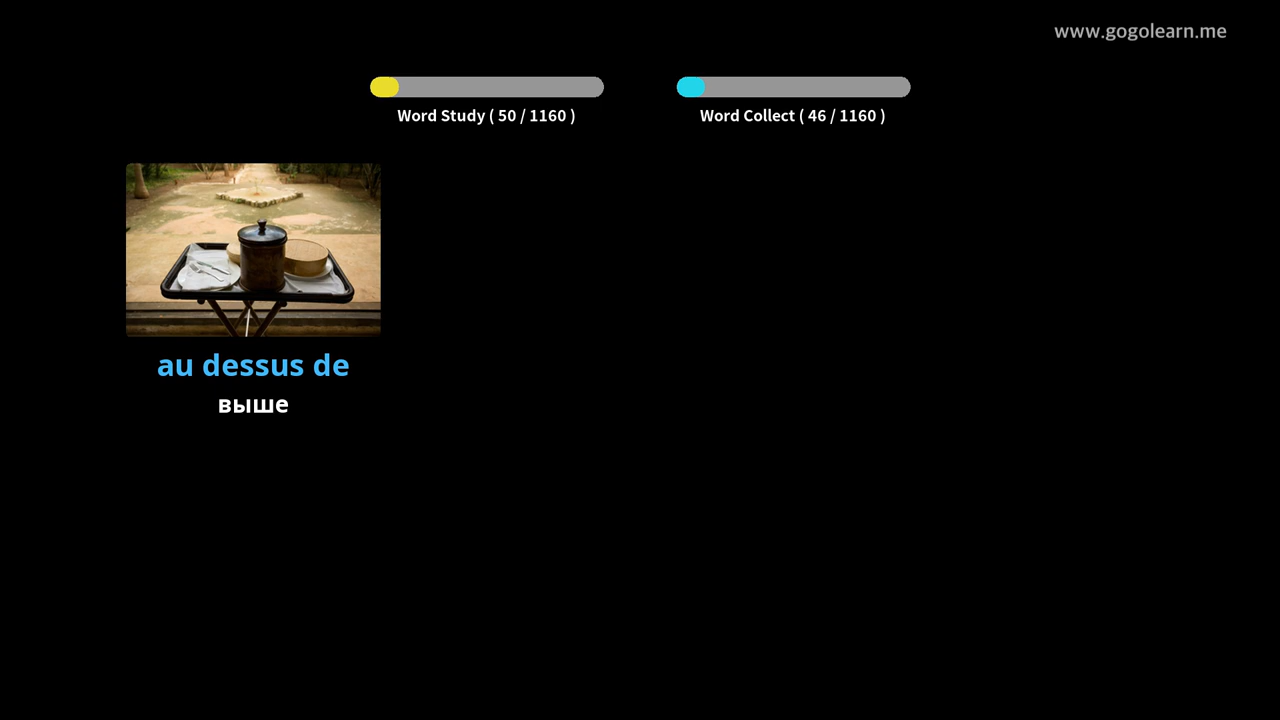 www.gogolearn.me
Word Study ( 50 / 1160 )
Word Collect ( 46 / 1160 )
au dessus de
выше